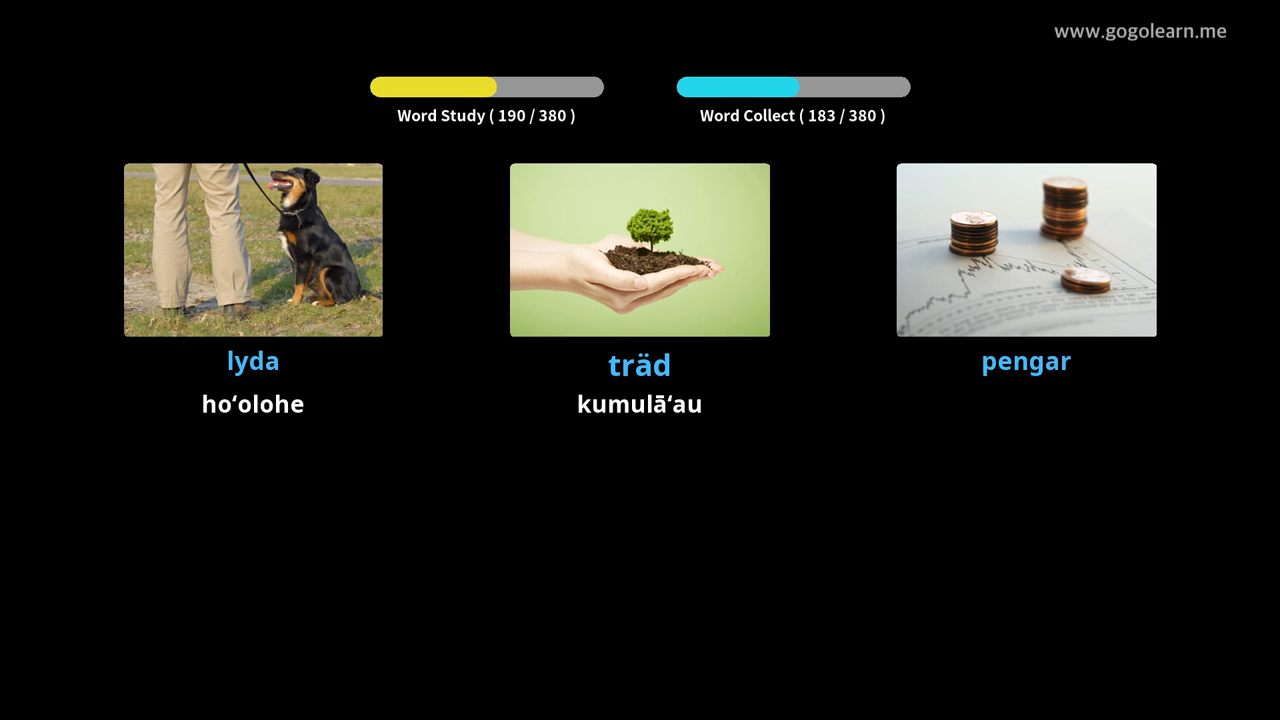 www.gogolearn.me
Word Study ( 190 / 380 )
Word Collect ( 183 / 380 )
lyda
träd
pengar
hoʻolohe
kumulāʻau